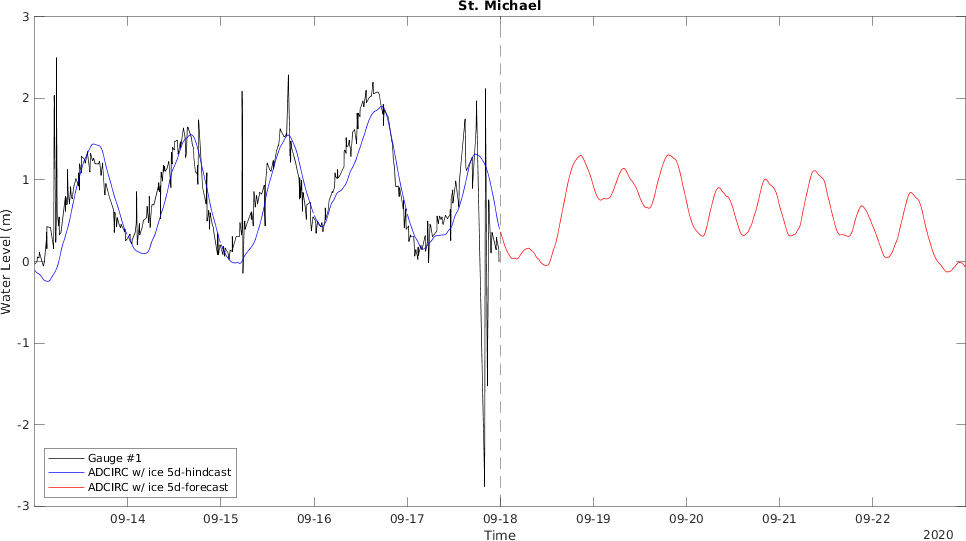 St. Michael
3
2
1
0
-1
-2
-3
Water Level (m)
Gauge #1
ADCIRC w/ ice 5d-hindcast
ADCIRC w/ ice 5d-forecast
09-14 09-15 09-16 09-17 09-18 09-19 09-20 09-21 09-22
Time
2020